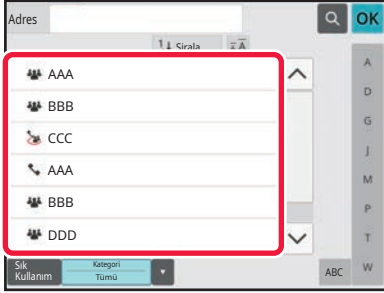 Adres
OK
Sırala
AAA
BBB
CCC
AAA
BBB
DDD
A
D
G
J
M
P
T
W
Sık
Kullanım
Kategori
Tümü
ABC